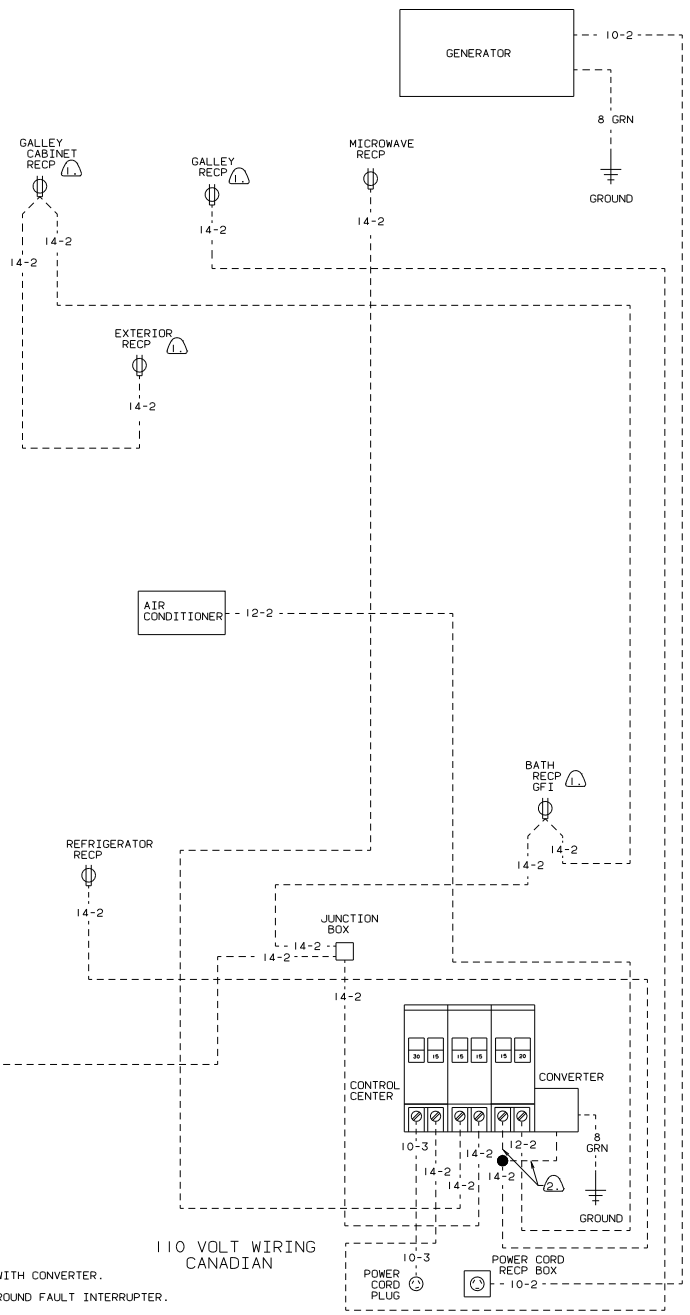 GENERATOR
10-2
8 GRN
GROUND
GALLEY
CABINET
RECP
1.
GALLEY
RECP
1.
MICROWAVE
RECP
14-2
14-2
14-2
14-2
EXTERIOR
RECP
1.
14-2
AIR
CONDITIONER
12-2
BATH
RECP
GFI
1.
14-2
14-2
REFRIGERATOR
RECP
14-2
JUNCTION
BOX
14-2
14-2
14-2
30 15 15 15 15 20
CONTROL
CENTER
CONVERTER
10-3
14-2
14-2
14-2
12-2
14-2
2.
8
GRN
GROUND
110 VOLT WIRING
CANADIAN
10-3
POWER
CORD
PLUG
POWER CORD
RECP BOX
10-2
WITH CONVERTER.
ROUND FAULT INTERRUPTER.